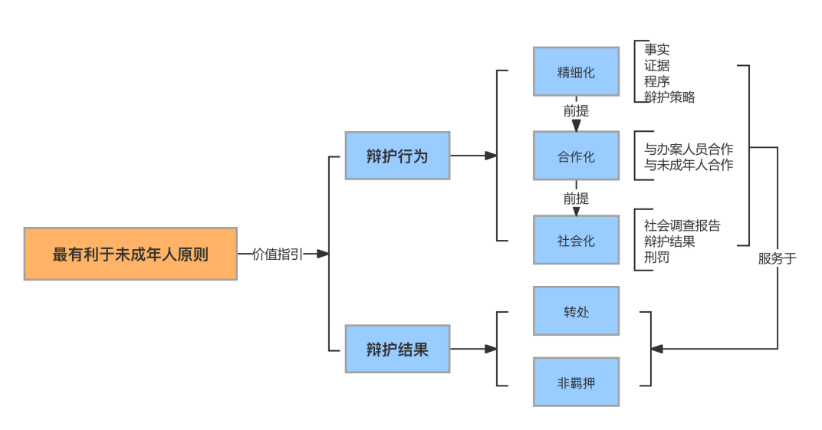 最有利于未成年人原则
价值指引
辩护行为
精细化
事实
证据
程序
辩护策略
前提
合作化
与办案人员合作
与未成年人合作
前提
社会化
社会调查报告
辩护结果
刑罚
服务于
辩护结果
转处
非羁押